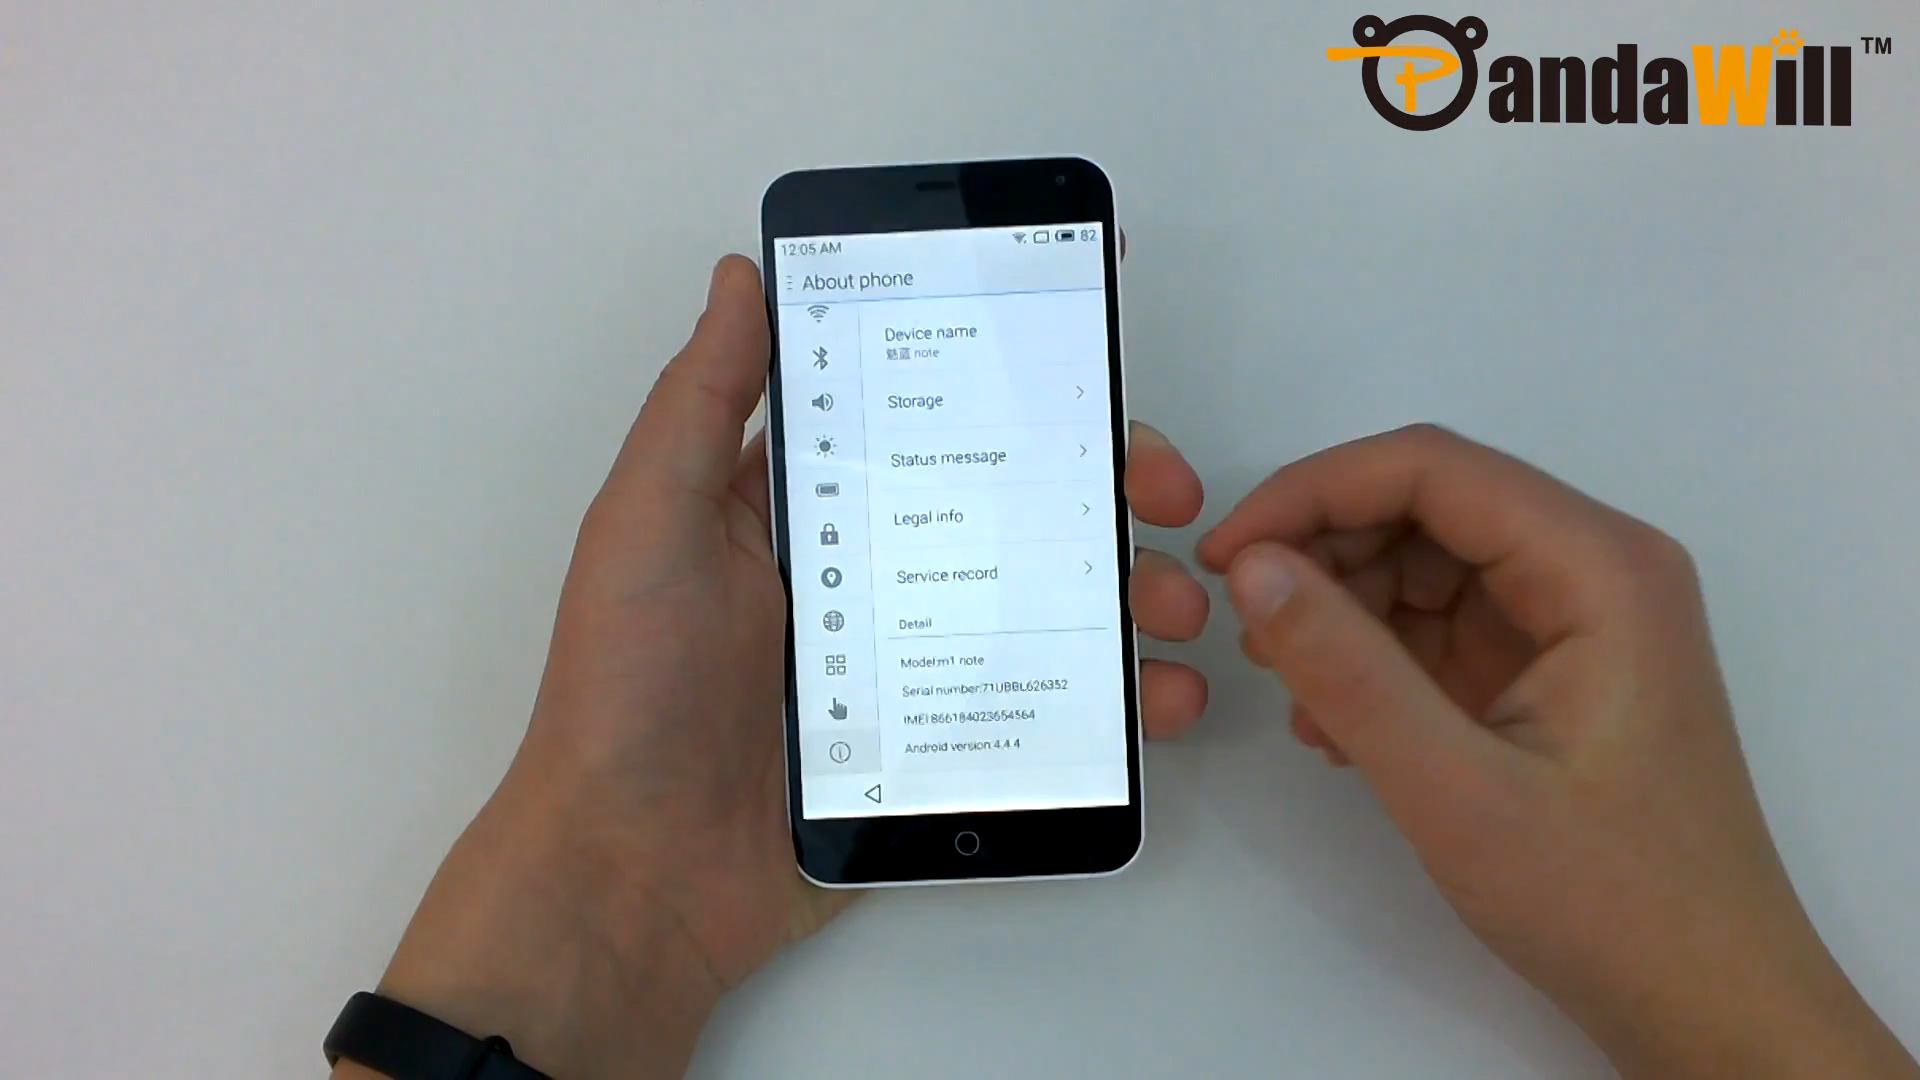 PandaWill™
12:05 AM 82
About phone
Device name
魅蓝 note
Storage
Status message
Legal info
Service record
Detail
Model:m1 note
Serial number:71UBBL626352
IMEI:866184023654564
Android version:4.4.4